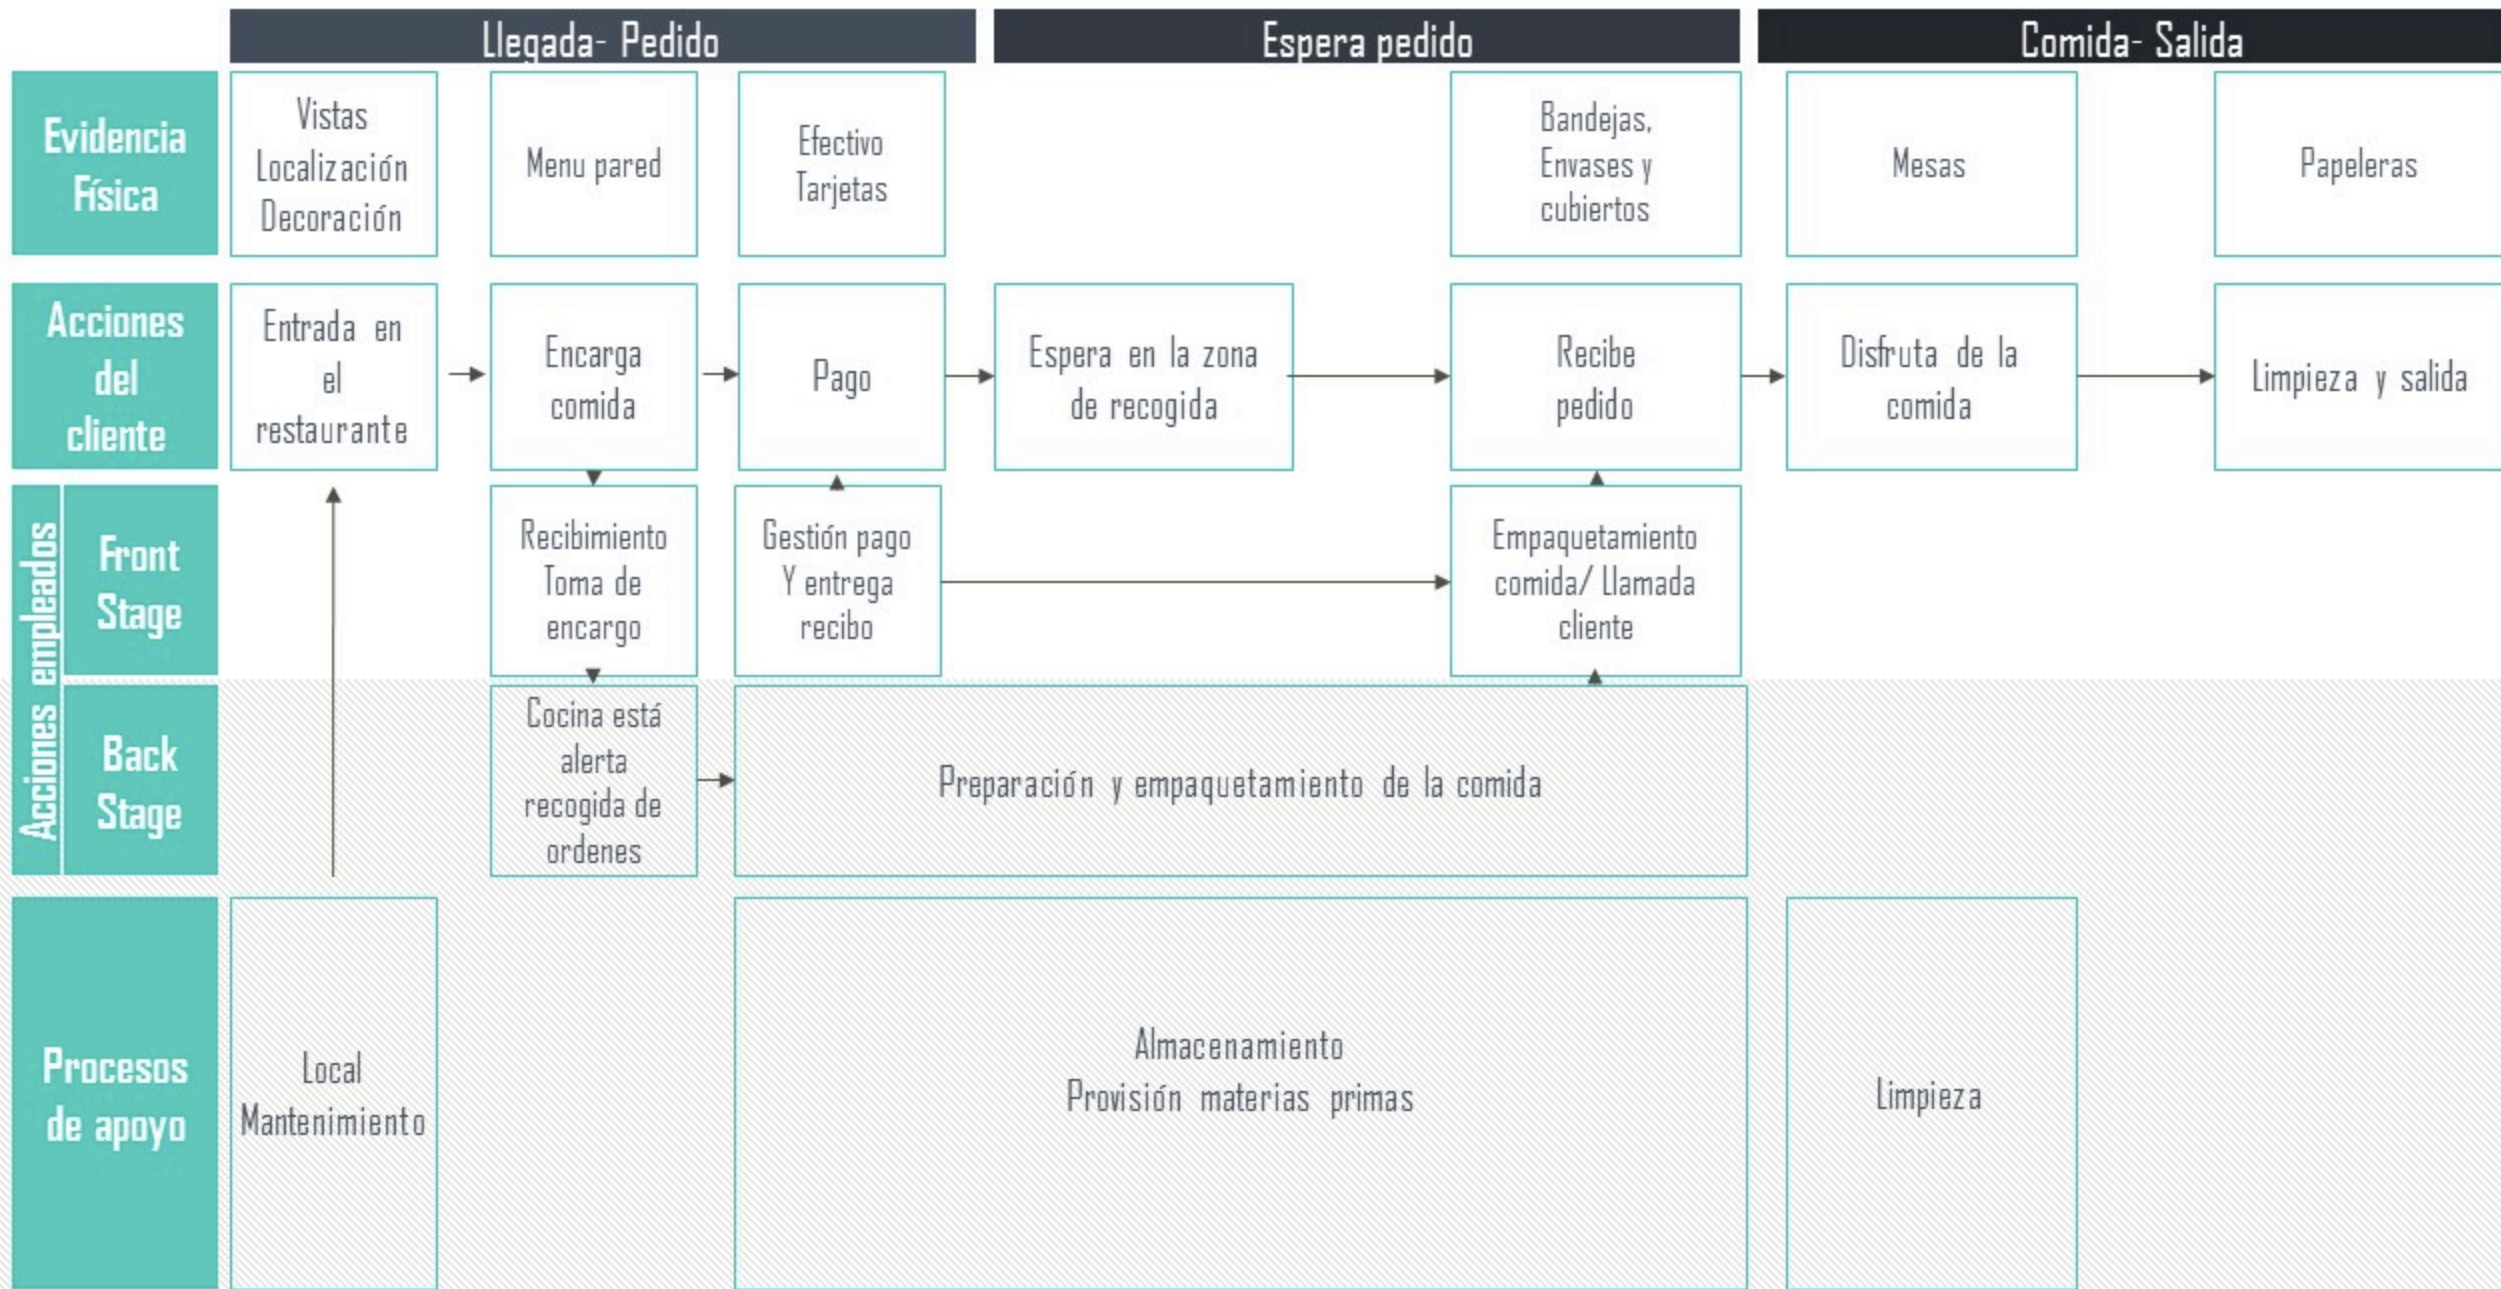 Llegada- Pedido
Espera pedido
Comida- Salida
Evidencia
Física
Vistas
Localización
Decoración
Menu pared
Efectivo
Tarjetas
Bandejas,
Envases y
cubiertos
Mesas
Papeleras
Acciones
del
cliente
Entrada en
el
restaurante
Encarga
comida
Pago
Espera en la zona
de recogida
Recibe
pedido
Disfruta de la
comida
Limpieza y salida
Acciones empleados
Front
Stage
Recibimiento
Toma de
encargo
Gestión pago
Y entrega
recibo
Empaquetamiento
comida/ Llamada
cliente
Back
Stage
Cocina está
alerta
recogida de
ordenes
Preparación y empaquetamiento de la comida
Procesos
de apoyo
Local
Mantenimiento
Almacenamiento
Provisión materias primas
Limpieza